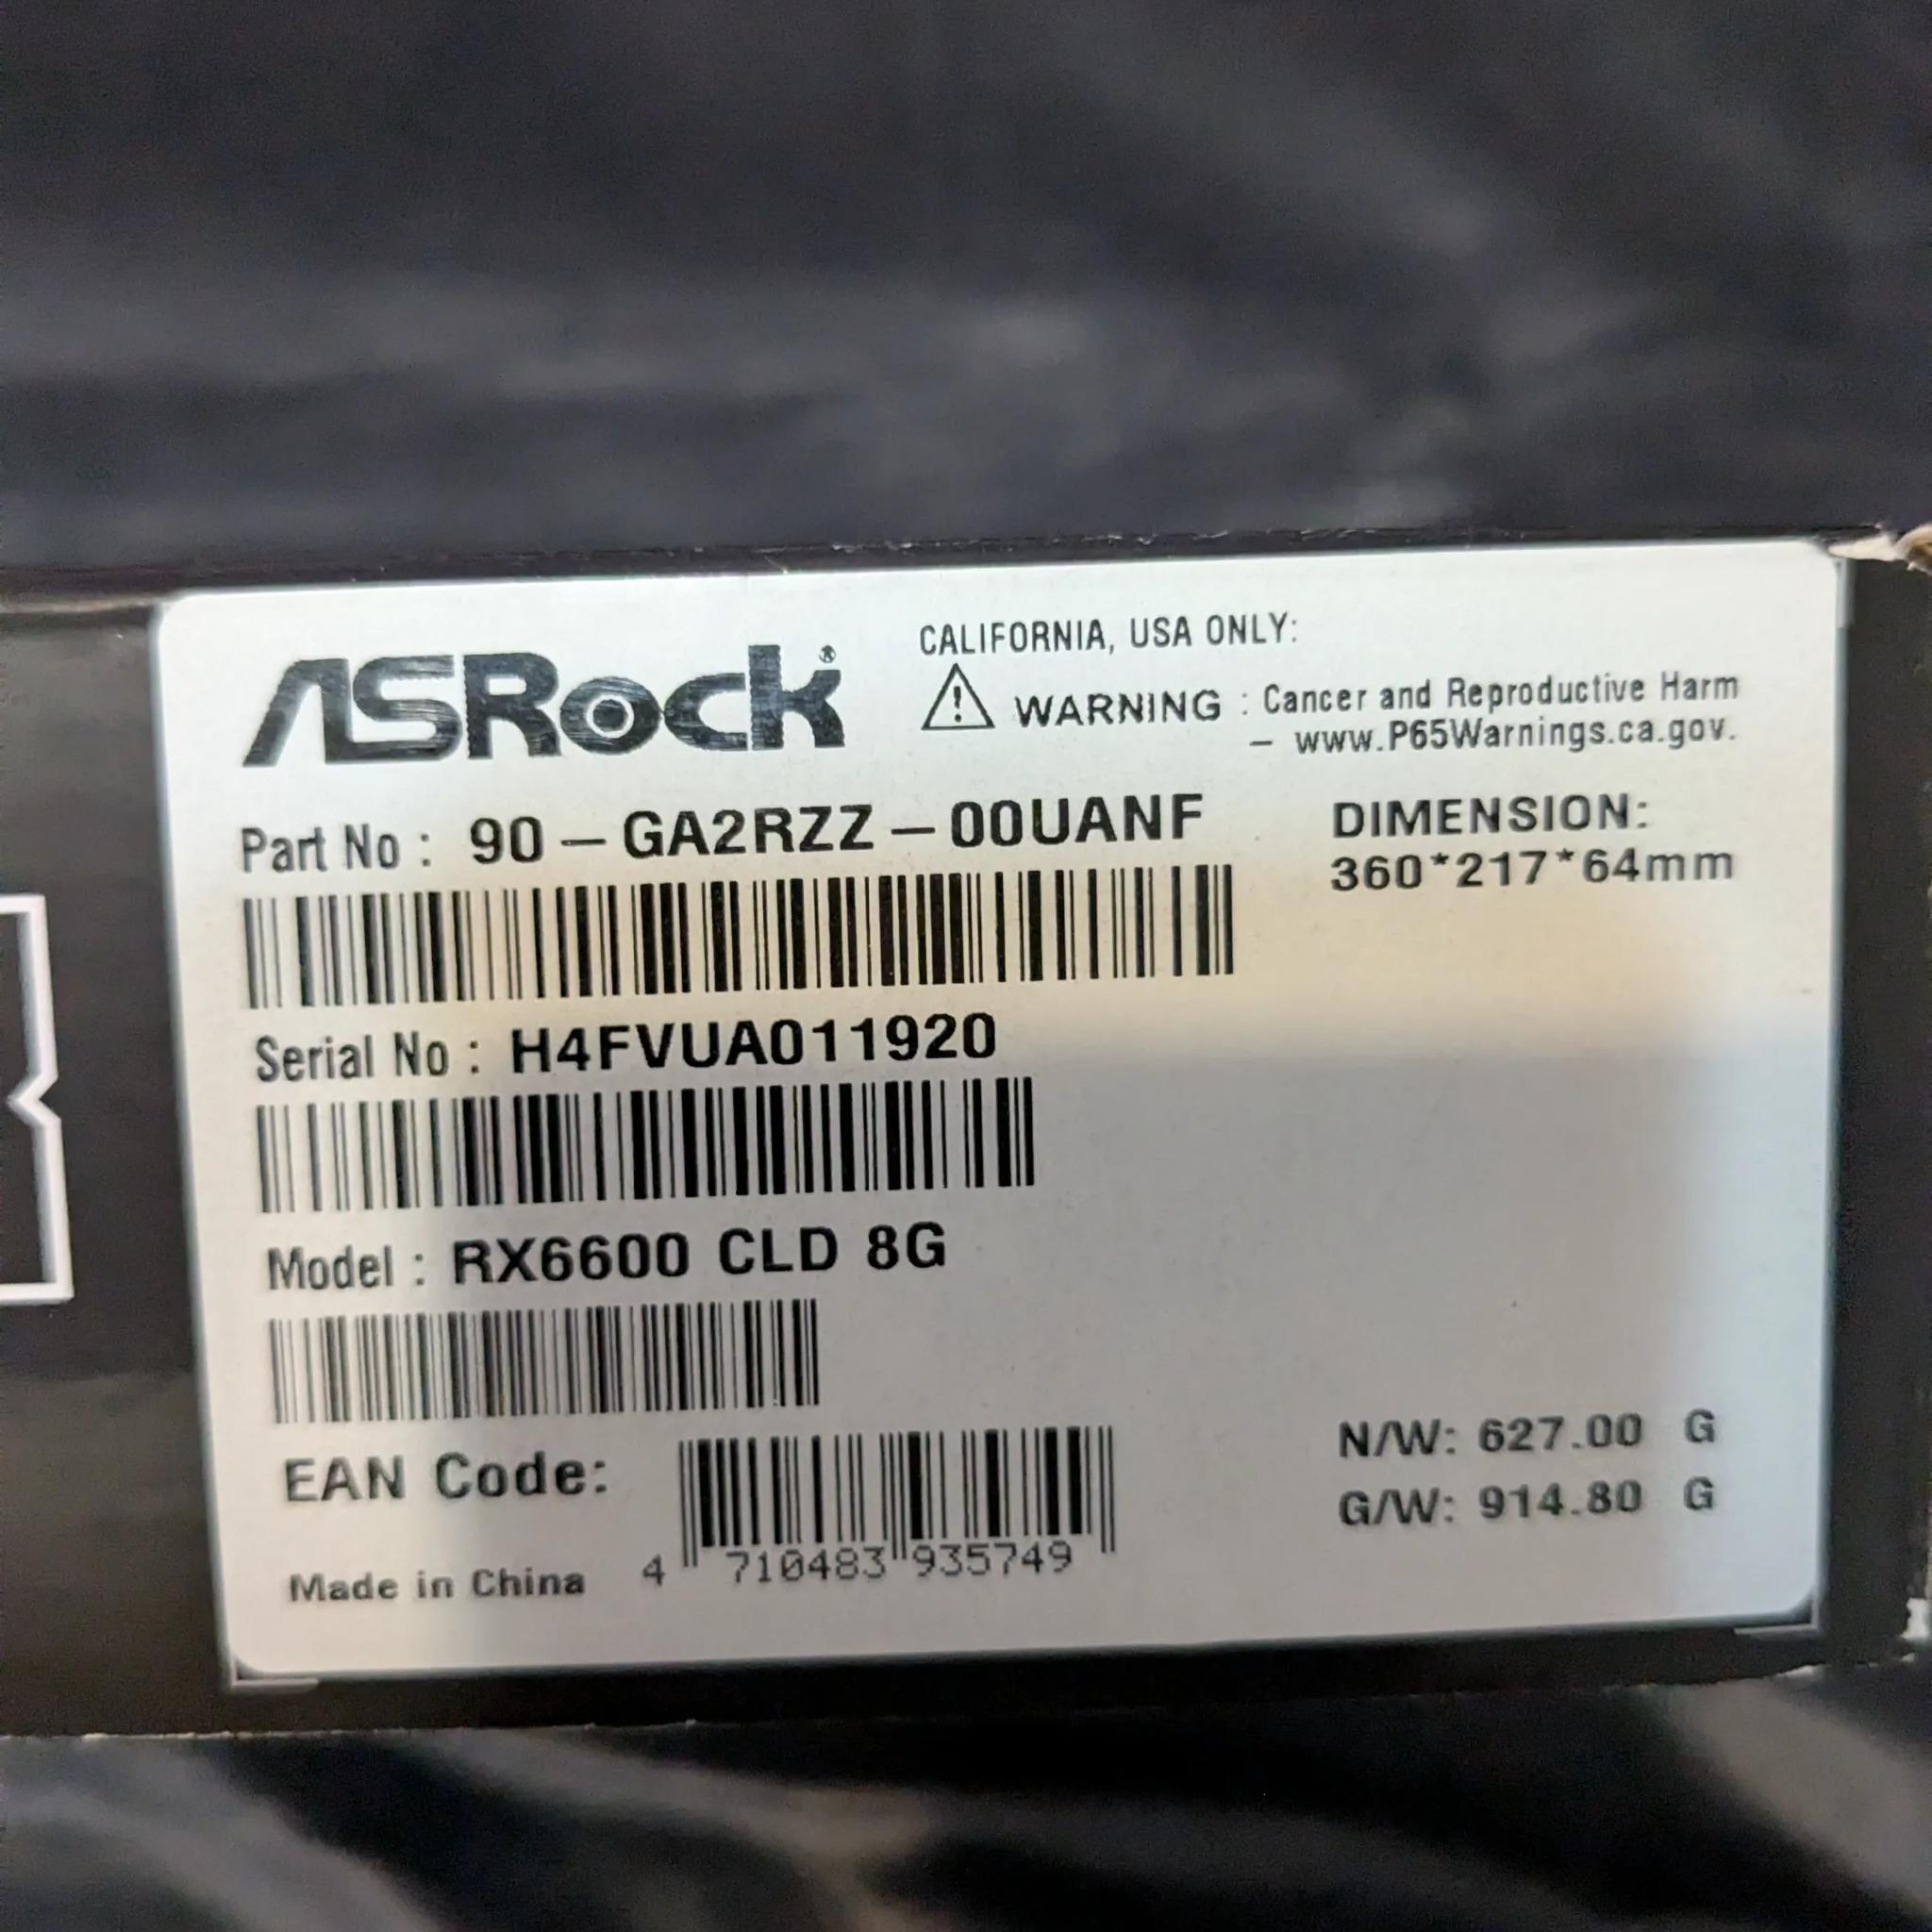 ASRock®
CALIFORNIA, USA ONLY:
⚠ WARNING : Cancer and Reproductive Harm
– www.P65Warnings.ca.gov.
Part No : 90-GA2RZZ-00UANF
DIMENSION:
360*217*64mm
Serial No : H4FVUA011920
Model : RX6600 CLD 8G
EAN Code:
N/W: 627.00 G
G/W: 914.80 G
Made in China
4 710483 935749